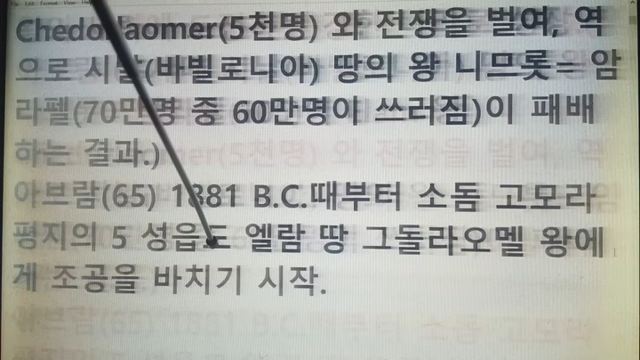 Chedorlaomer(5천명) 와 전쟁을 벌여, 역
으로 시날(바빌로니아) 땅의 왕 니므롯= 암
라펠(70만명 중 60만명이 쓰러짐)이 패배
하는 결과.)
아브람(65) 1881 B.C.때부터 소돔 고모라
평지의 5 성읍도 엘람 땅 그돌라오멜 왕에
게 조공을 바치기 시작.